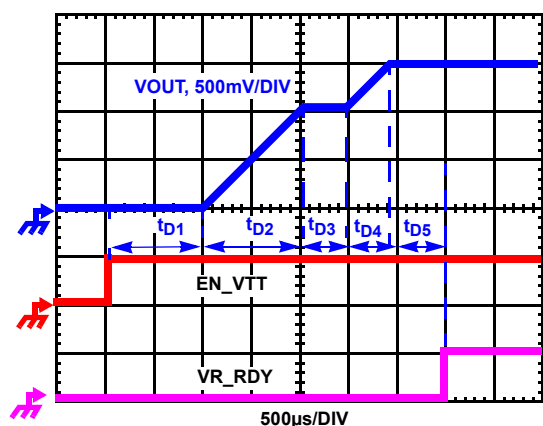 VOUT, 500mV/DIV
tD1
tD2
tD3
tD4
tD5
EN_VTT
VR_RDY
500µs/DIV